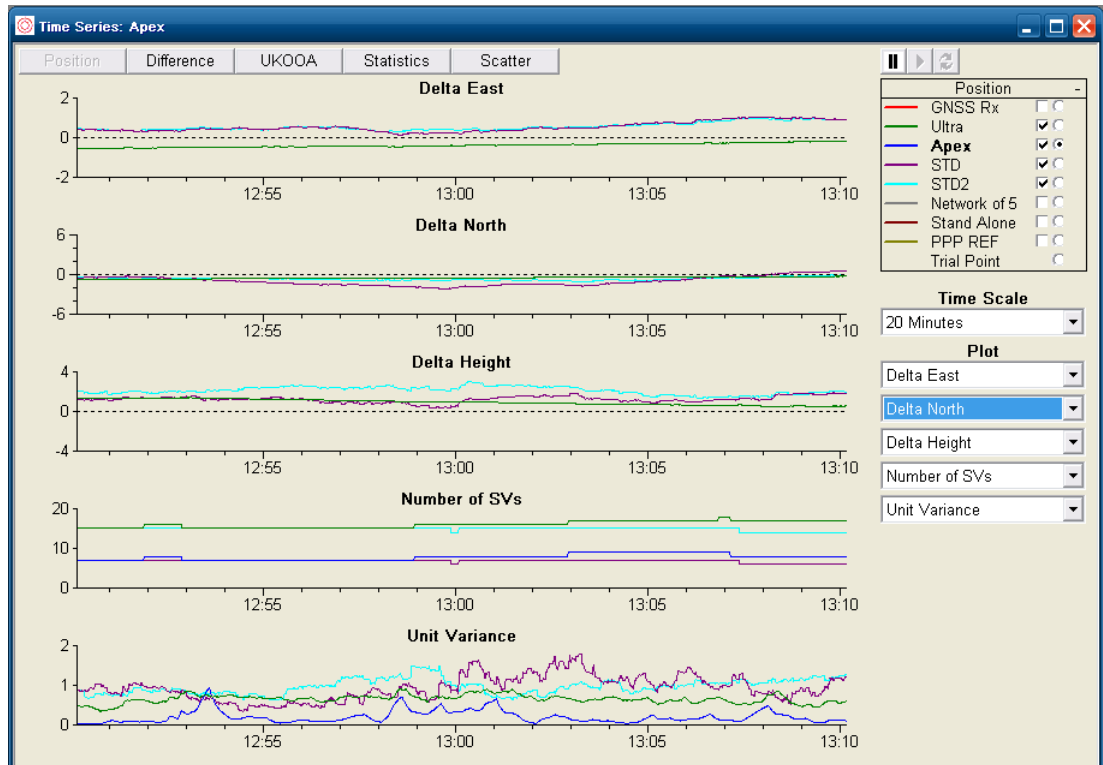 Time Series: Apex
Position Difference UKOOA Statistics Scatter
Delta East
2
0
-2
12:55 13:00 13:05 13:10
Delta North
6
0
-6
12:55 13:00 13:05 13:10
Delta Height
4
0
-4
12:55 13:00 13:05 13:10
Number of SVs
20
10
0
12:55 13:00 13:05 13:10
Unit Variance
2
1
0
12:55 13:00 13:05 13:10
Position -
GNSS Rx
Ultra
Apex
STD
STD2
Network of 5
Stand Alone
PPP REF
Trial Point
Time Scale
20 Minutes
Plot
Delta East
Delta North
Delta Height
Number of SVs
Unit Variance